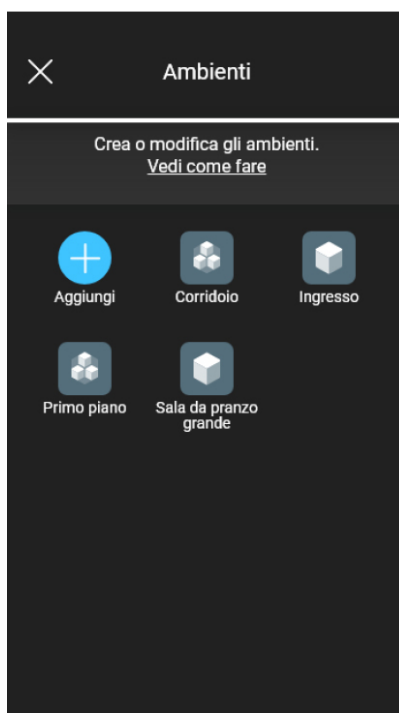 Ambienti
Crea o modifica gli ambienti.
Vedi come fare
Aggiungi
Corridoio
Ingresso
Primo piano
Sala da pranzo
grande